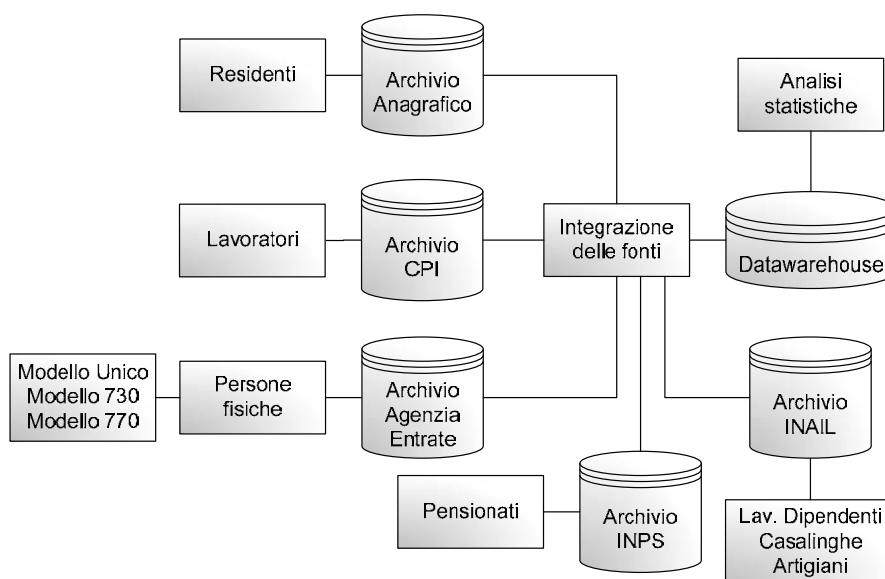 Residenti
Archivio
Anagrafico
Analisi
statistiche
Lavoratori
Archivio
CPI
Integrazione
delle fonti
Datawarehouse
Modello Unico
Modello 730
Modello 770
Persone
fisiche
Archivio
Agenzia
Entrate
Archivio
INAIL
Pensionati
Archivio
INPS
Lav. Dipendenti
Casalinghe
Artigiani